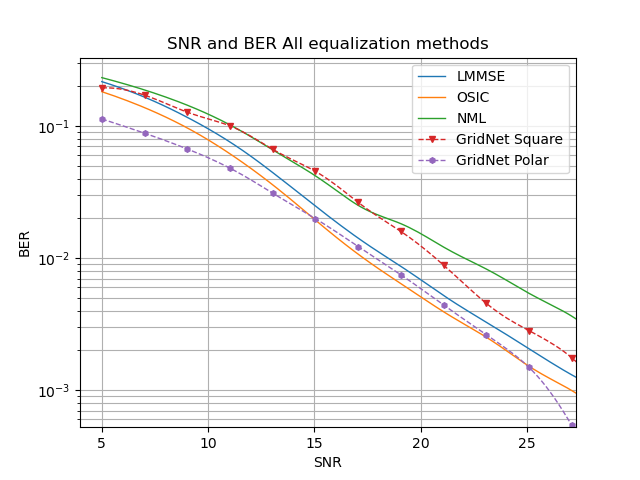 SNR and BER All equalization methods
LMMSE
OSIC
NML
GridNet Square
GridNet Polar
BER
10⁻¹
10⁻²
10⁻³
5 10 15 20 25
SNR